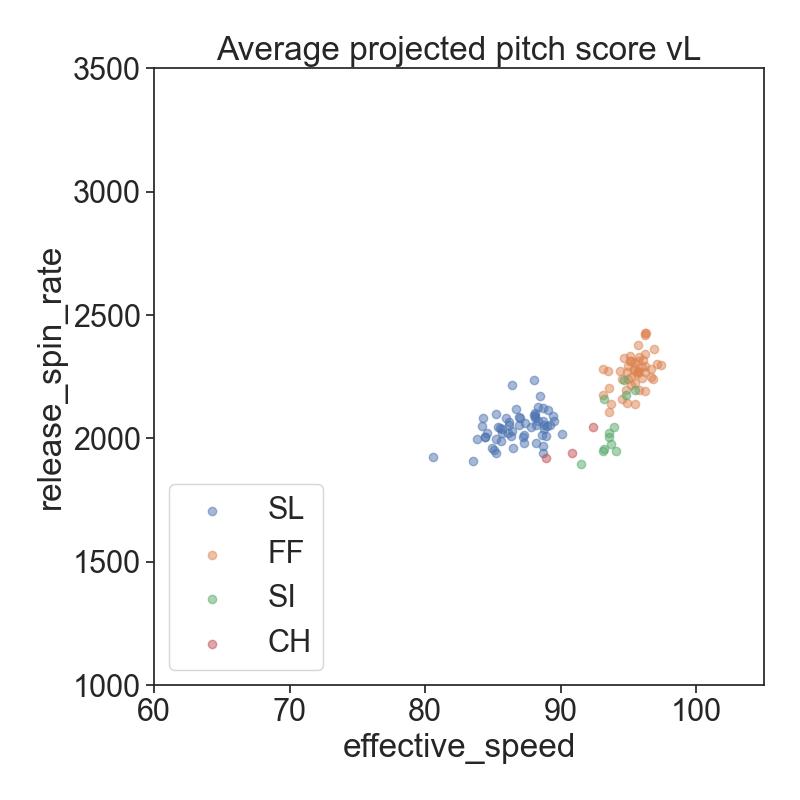 Average projected pitch score vL
3500
3000
2500
2000
1500
1000
release_spin_rate
SL
FF
SI
CH
60 70 80 90 100
effective_speed